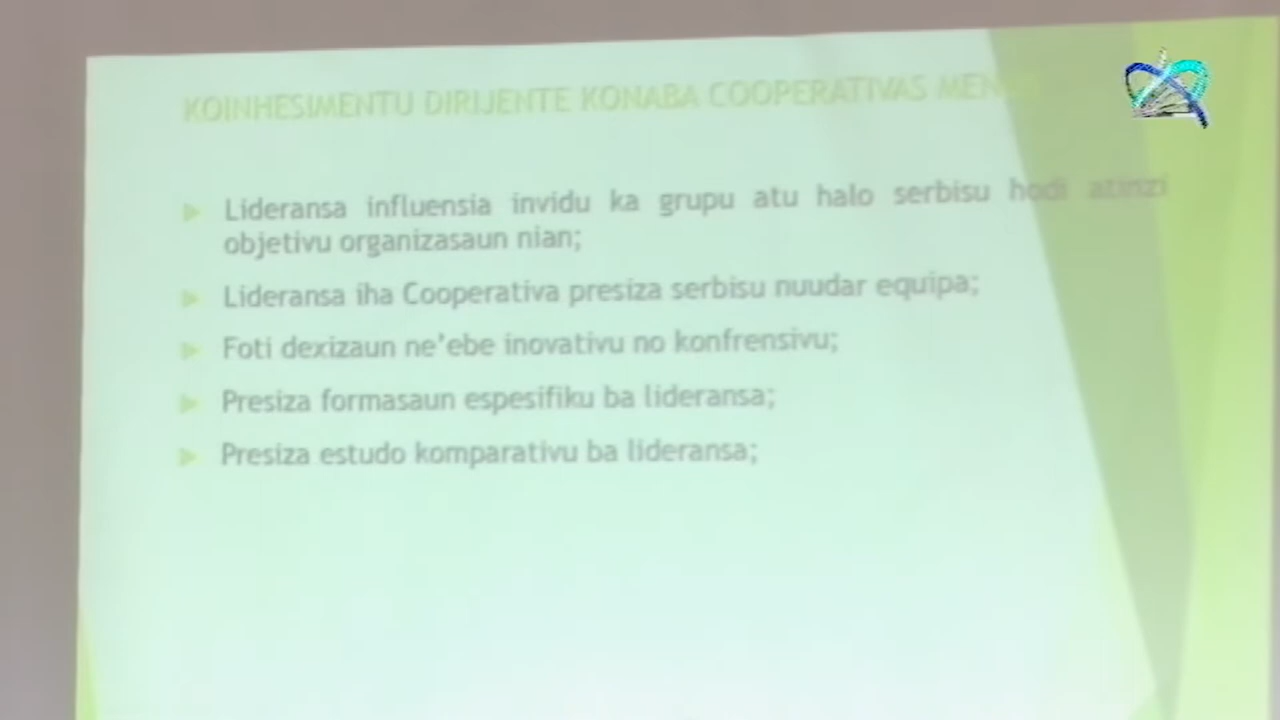 KOINHESIMENTU DIRIJENTE KONABA COOPERATIVAS
Lideransa influensia invidu ka grupu atu halo serbisu hodi atinzi
objetivu organizasaun nian;
Lideransa iha Cooperativa presiza serbisu nuudar equipa;
Foti dexizaun ne'ebe inovativu no konfrensivu;
Presiza formasaun espesifiku ba lideransa;
Presiza estudo komparativu ba lideransa;